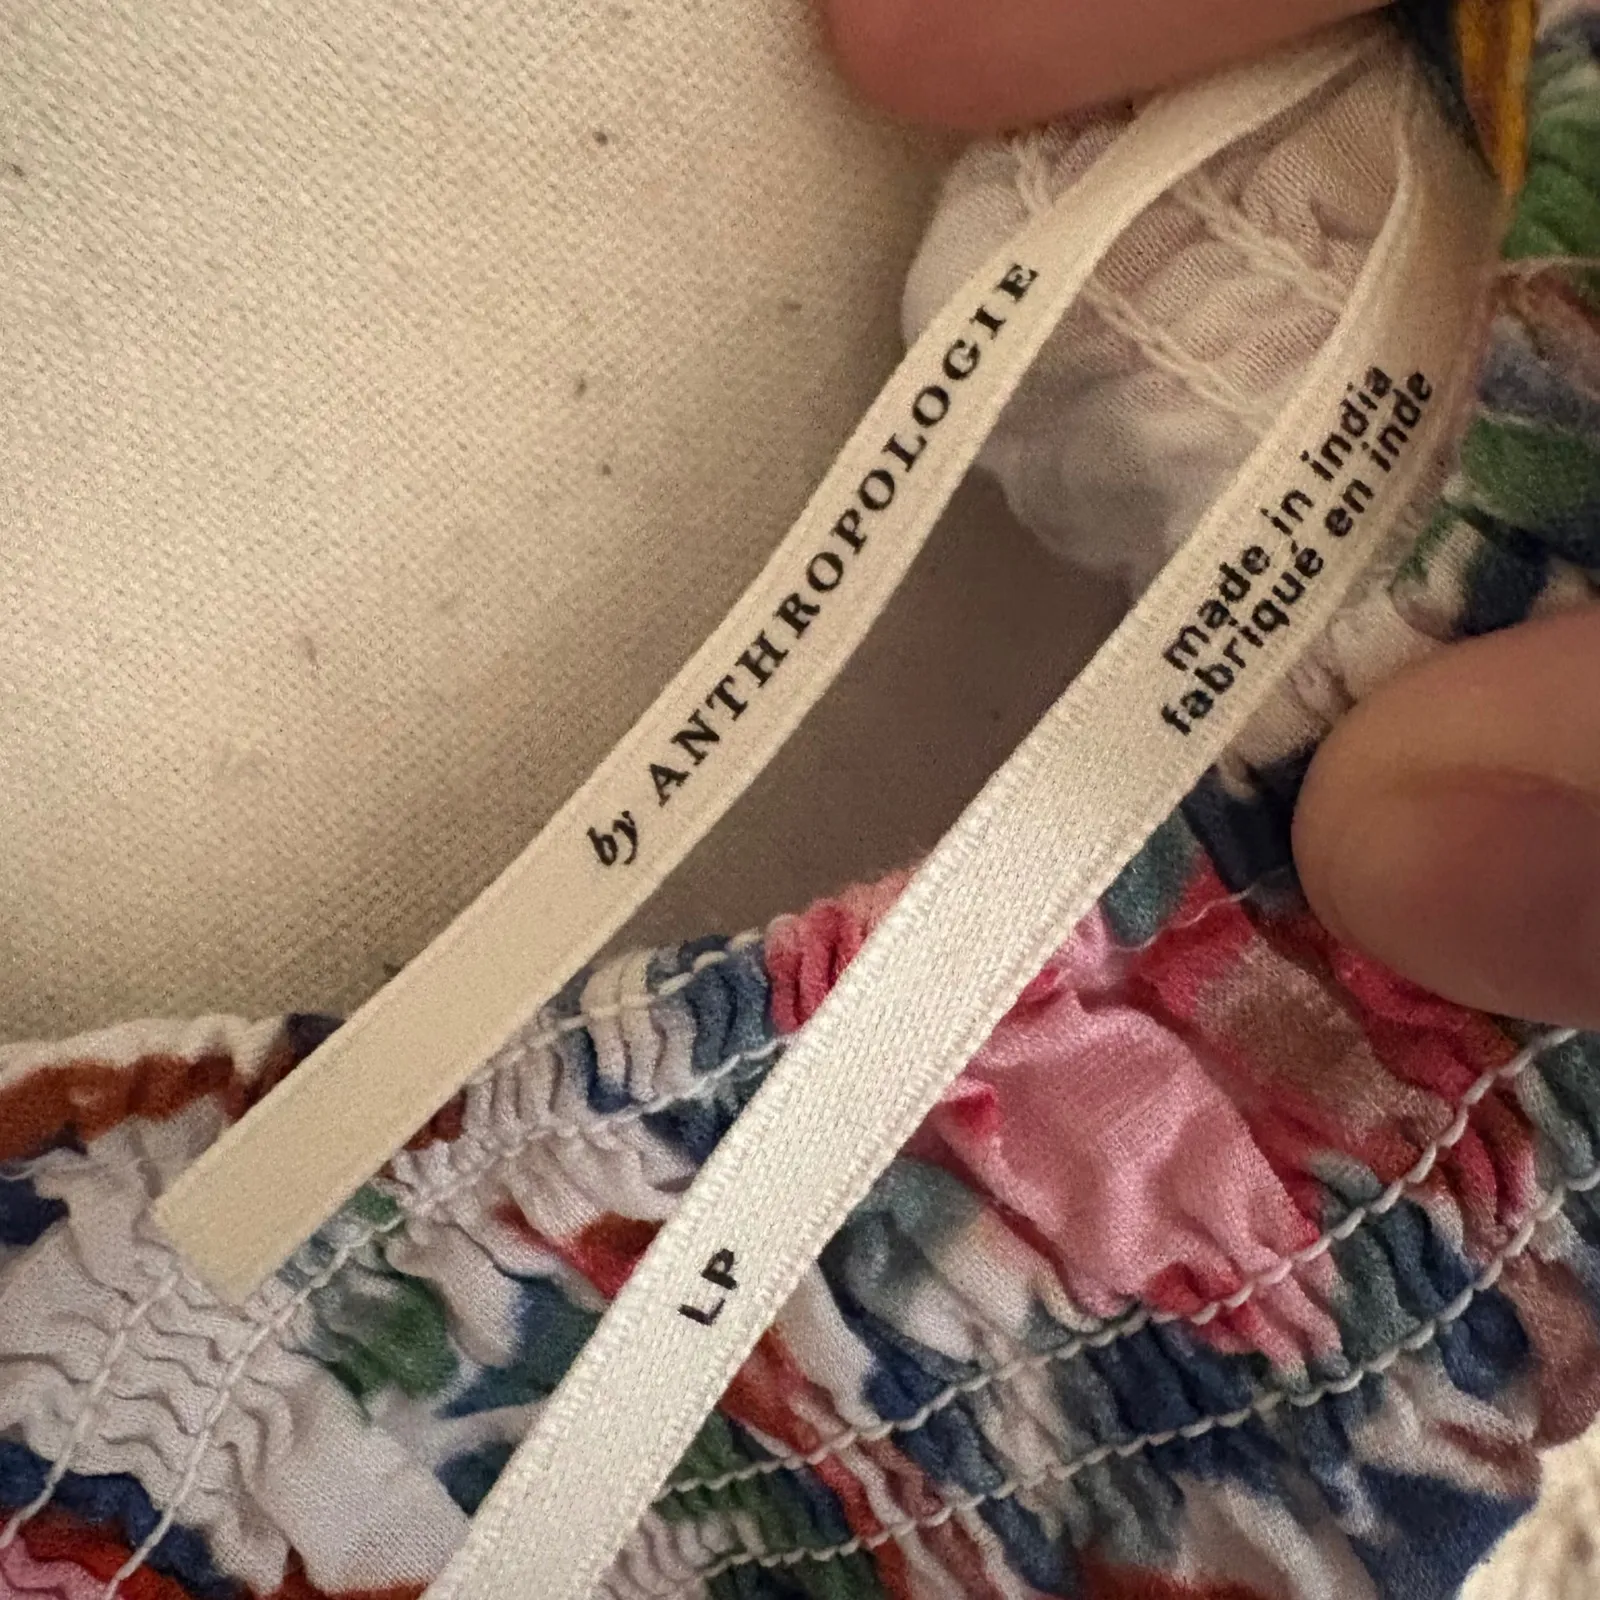 by ANTHROPOLOGIE
made in india
fabriqué en inde
LP